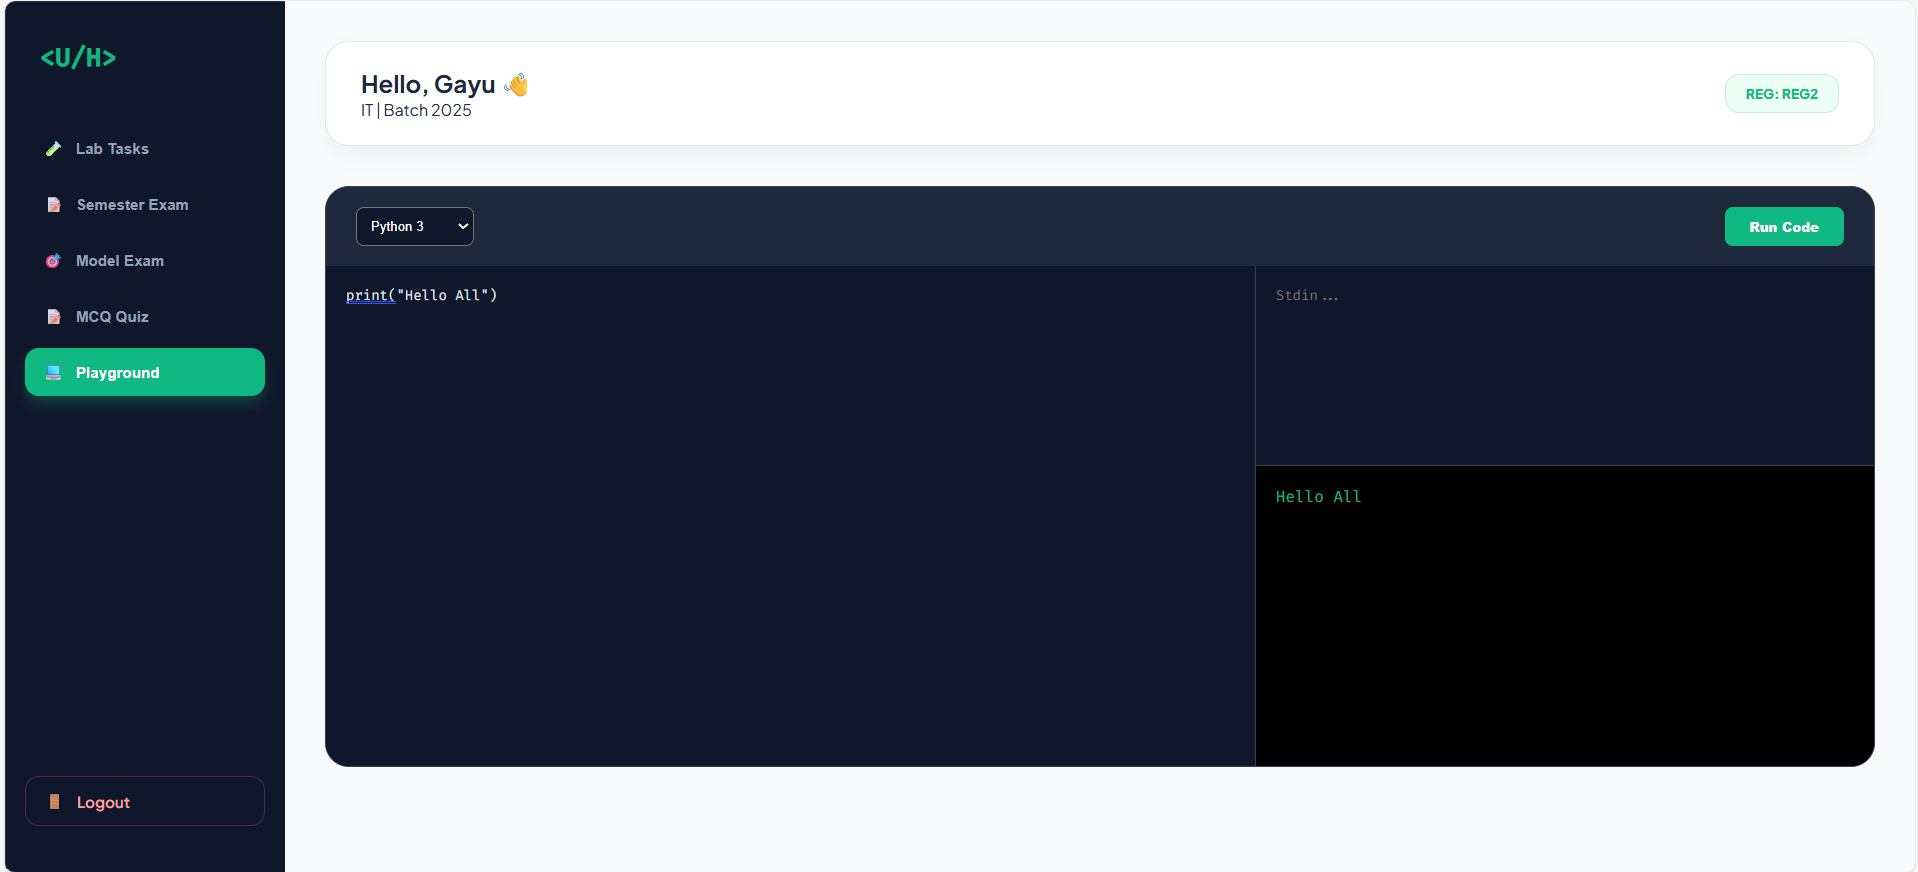 <U/H>
Lab Tasks
Semester Exam
Model Exam
MCQ Quiz
Playground
Logout
Hello, Gayu 👋
IT | Batch 2025
REG: REG2
Python 3
Run Code
print("Hello All")
Stdin...
Hello All